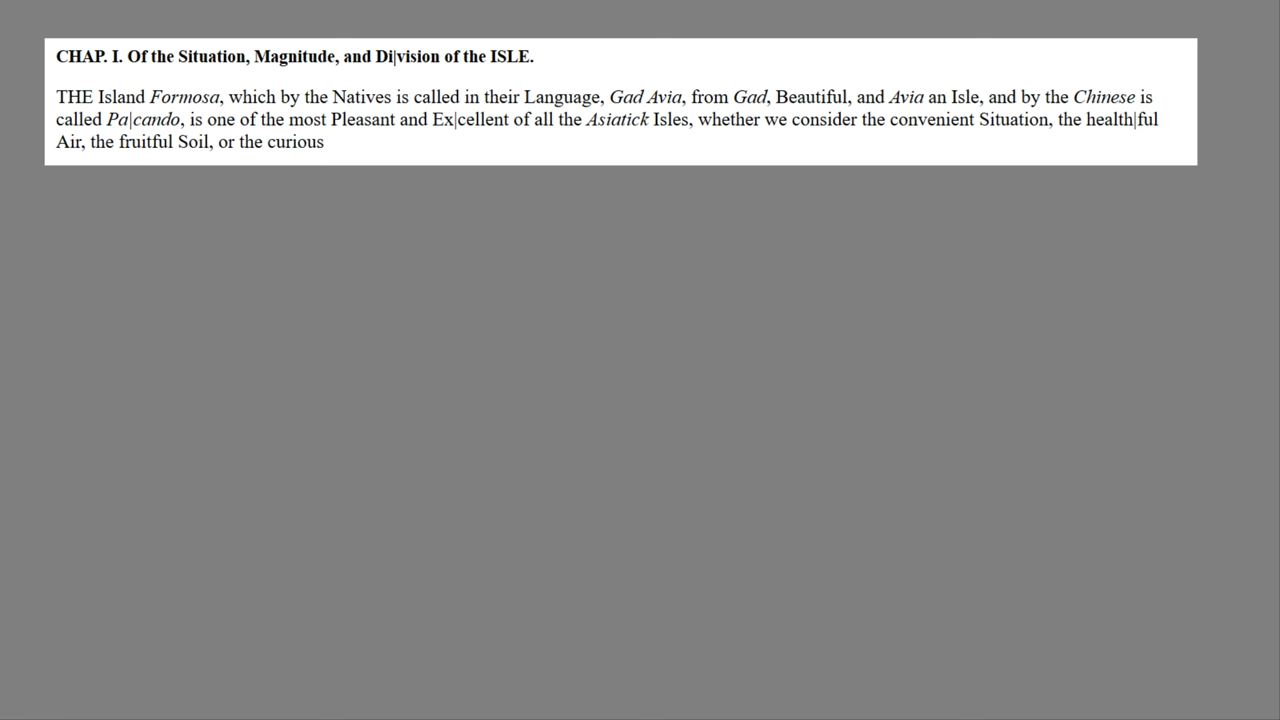 CHAP. I. Of the Situation, Magnitude, and Di|vision of the ISLE.
THE Island Formosa, which by the Natives is called in their Language, Gad Avia, from Gad, Beautiful, and Avia an Isle, and by the Chinese is
called Pa|cando, is one of the most Pleasant and Ex|cellent of all the Asiatick Isles, whether we consider the convenient Situation, the health|ful
Air, the fruitful Soil, or the curious